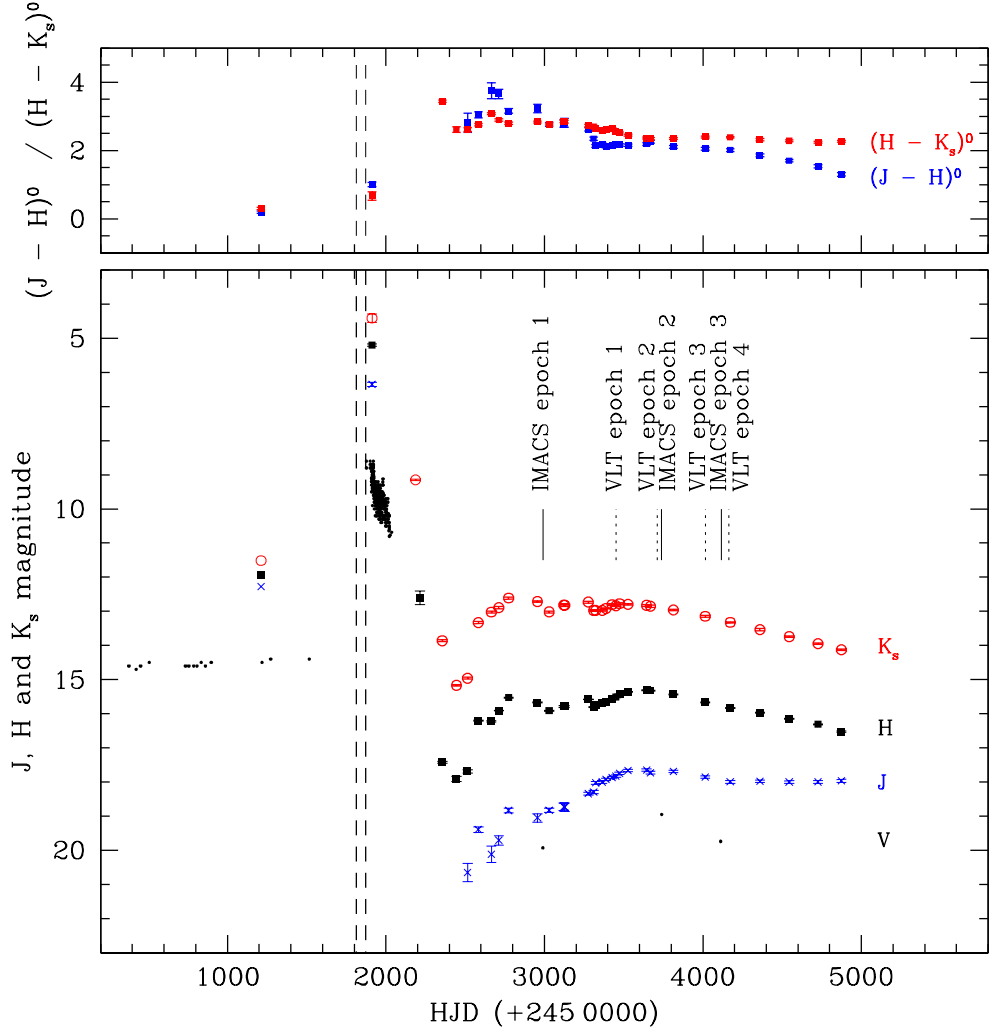 (J − H)⁰ / (H − Kₛ)⁰
4
2
0
(H − Kₛ)⁰
(J − H)⁰
J, H and Kₛ magnitude
5
10
15
20
IMACS epoch 1
VLT epoch 1
VLT epoch 2
IMACS epoch 2
VLT epoch 3
IMACS epoch 3
VLT epoch 4
Kₛ
H
J
V
1000
2000
3000
4000
5000
HJD (+245 0000)